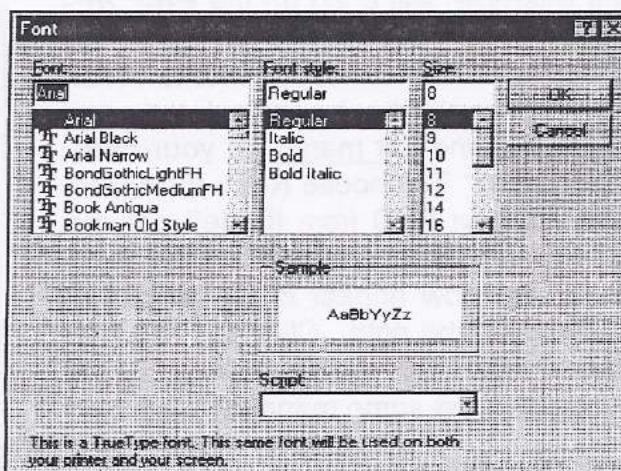 Font
Font: Font style: Size:
Arial Regular 8 OK
Arial Regular 8 Cancel
Arial Black Italic 9
Arial Narrow Bold 10
BondGothicLightFH Bold Italic 11
BondGothicMediumFH 12
Book Antiqua 14
Bookman Old Style 16
Sample
AaBbYyZz
Script:
This is a TrueType font. This same font will be used on both
your printer and your screen.